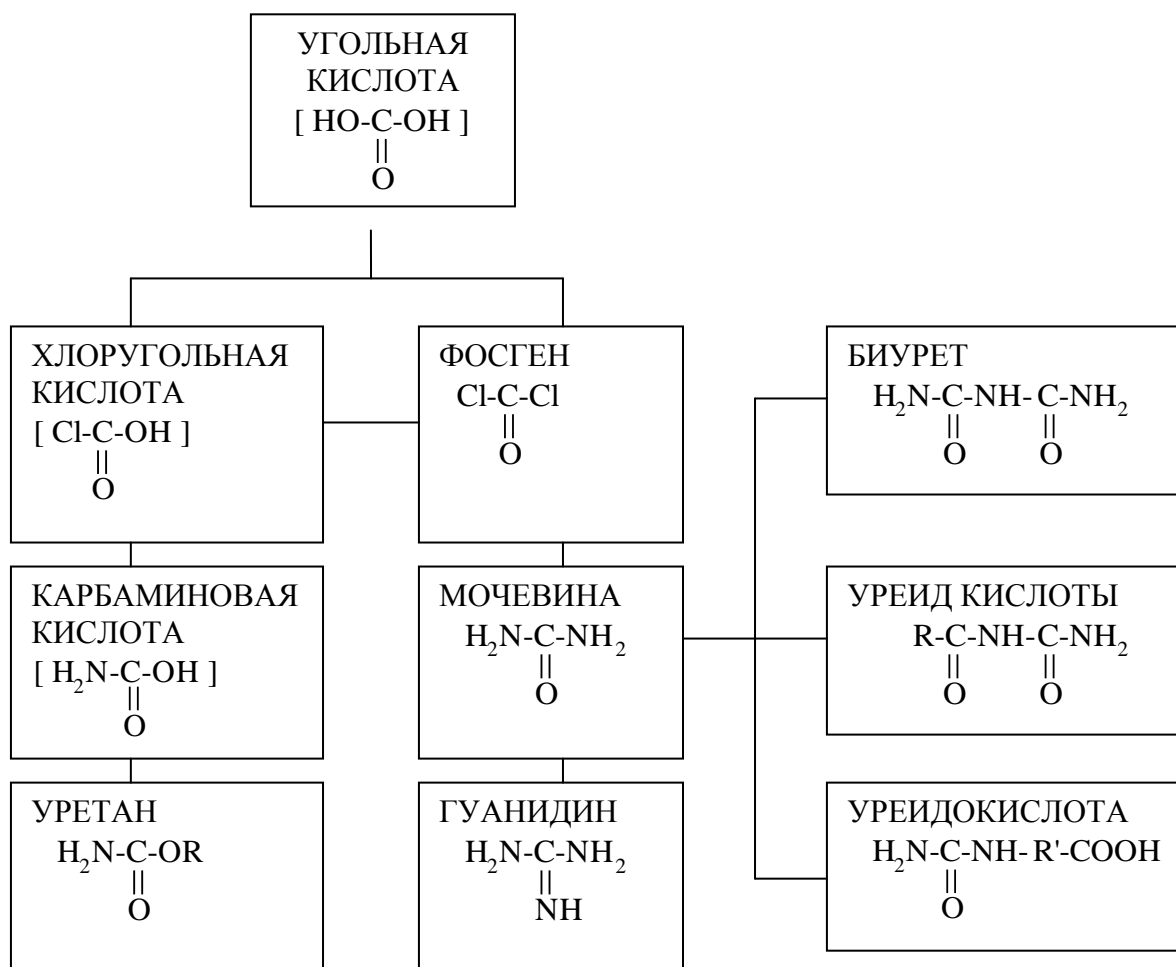 УГОЛЬНАЯ
КИСЛОТА
[ HO-C-OH ]
||
O
ХЛОРУГОЛЬНАЯ
КИСЛОТА
[ Cl-C-OH ]
||
O
ФОСГЕН
Cl-C-Cl
||
O
БИУРЕТ
H₂N-C-NH-C-NH₂
|| ||
O O
КАРБАМИНОВАЯ
КИСЛОТА
[ H₂N-C-OH ]
||
O
МОЧЕВИНА
H₂N-C-NH₂
||
O
УРЕИД КИСЛОТЫ
R-C-NH-C-NH₂
|| ||
O O
УРЕТАН
H₂N-C-OR
||
O
ГУАНИДИН
H₂N-C-NH₂
||
NH
УРЕИДОКИСЛОТА
H₂N-C-NH-R'-COOH
||
O